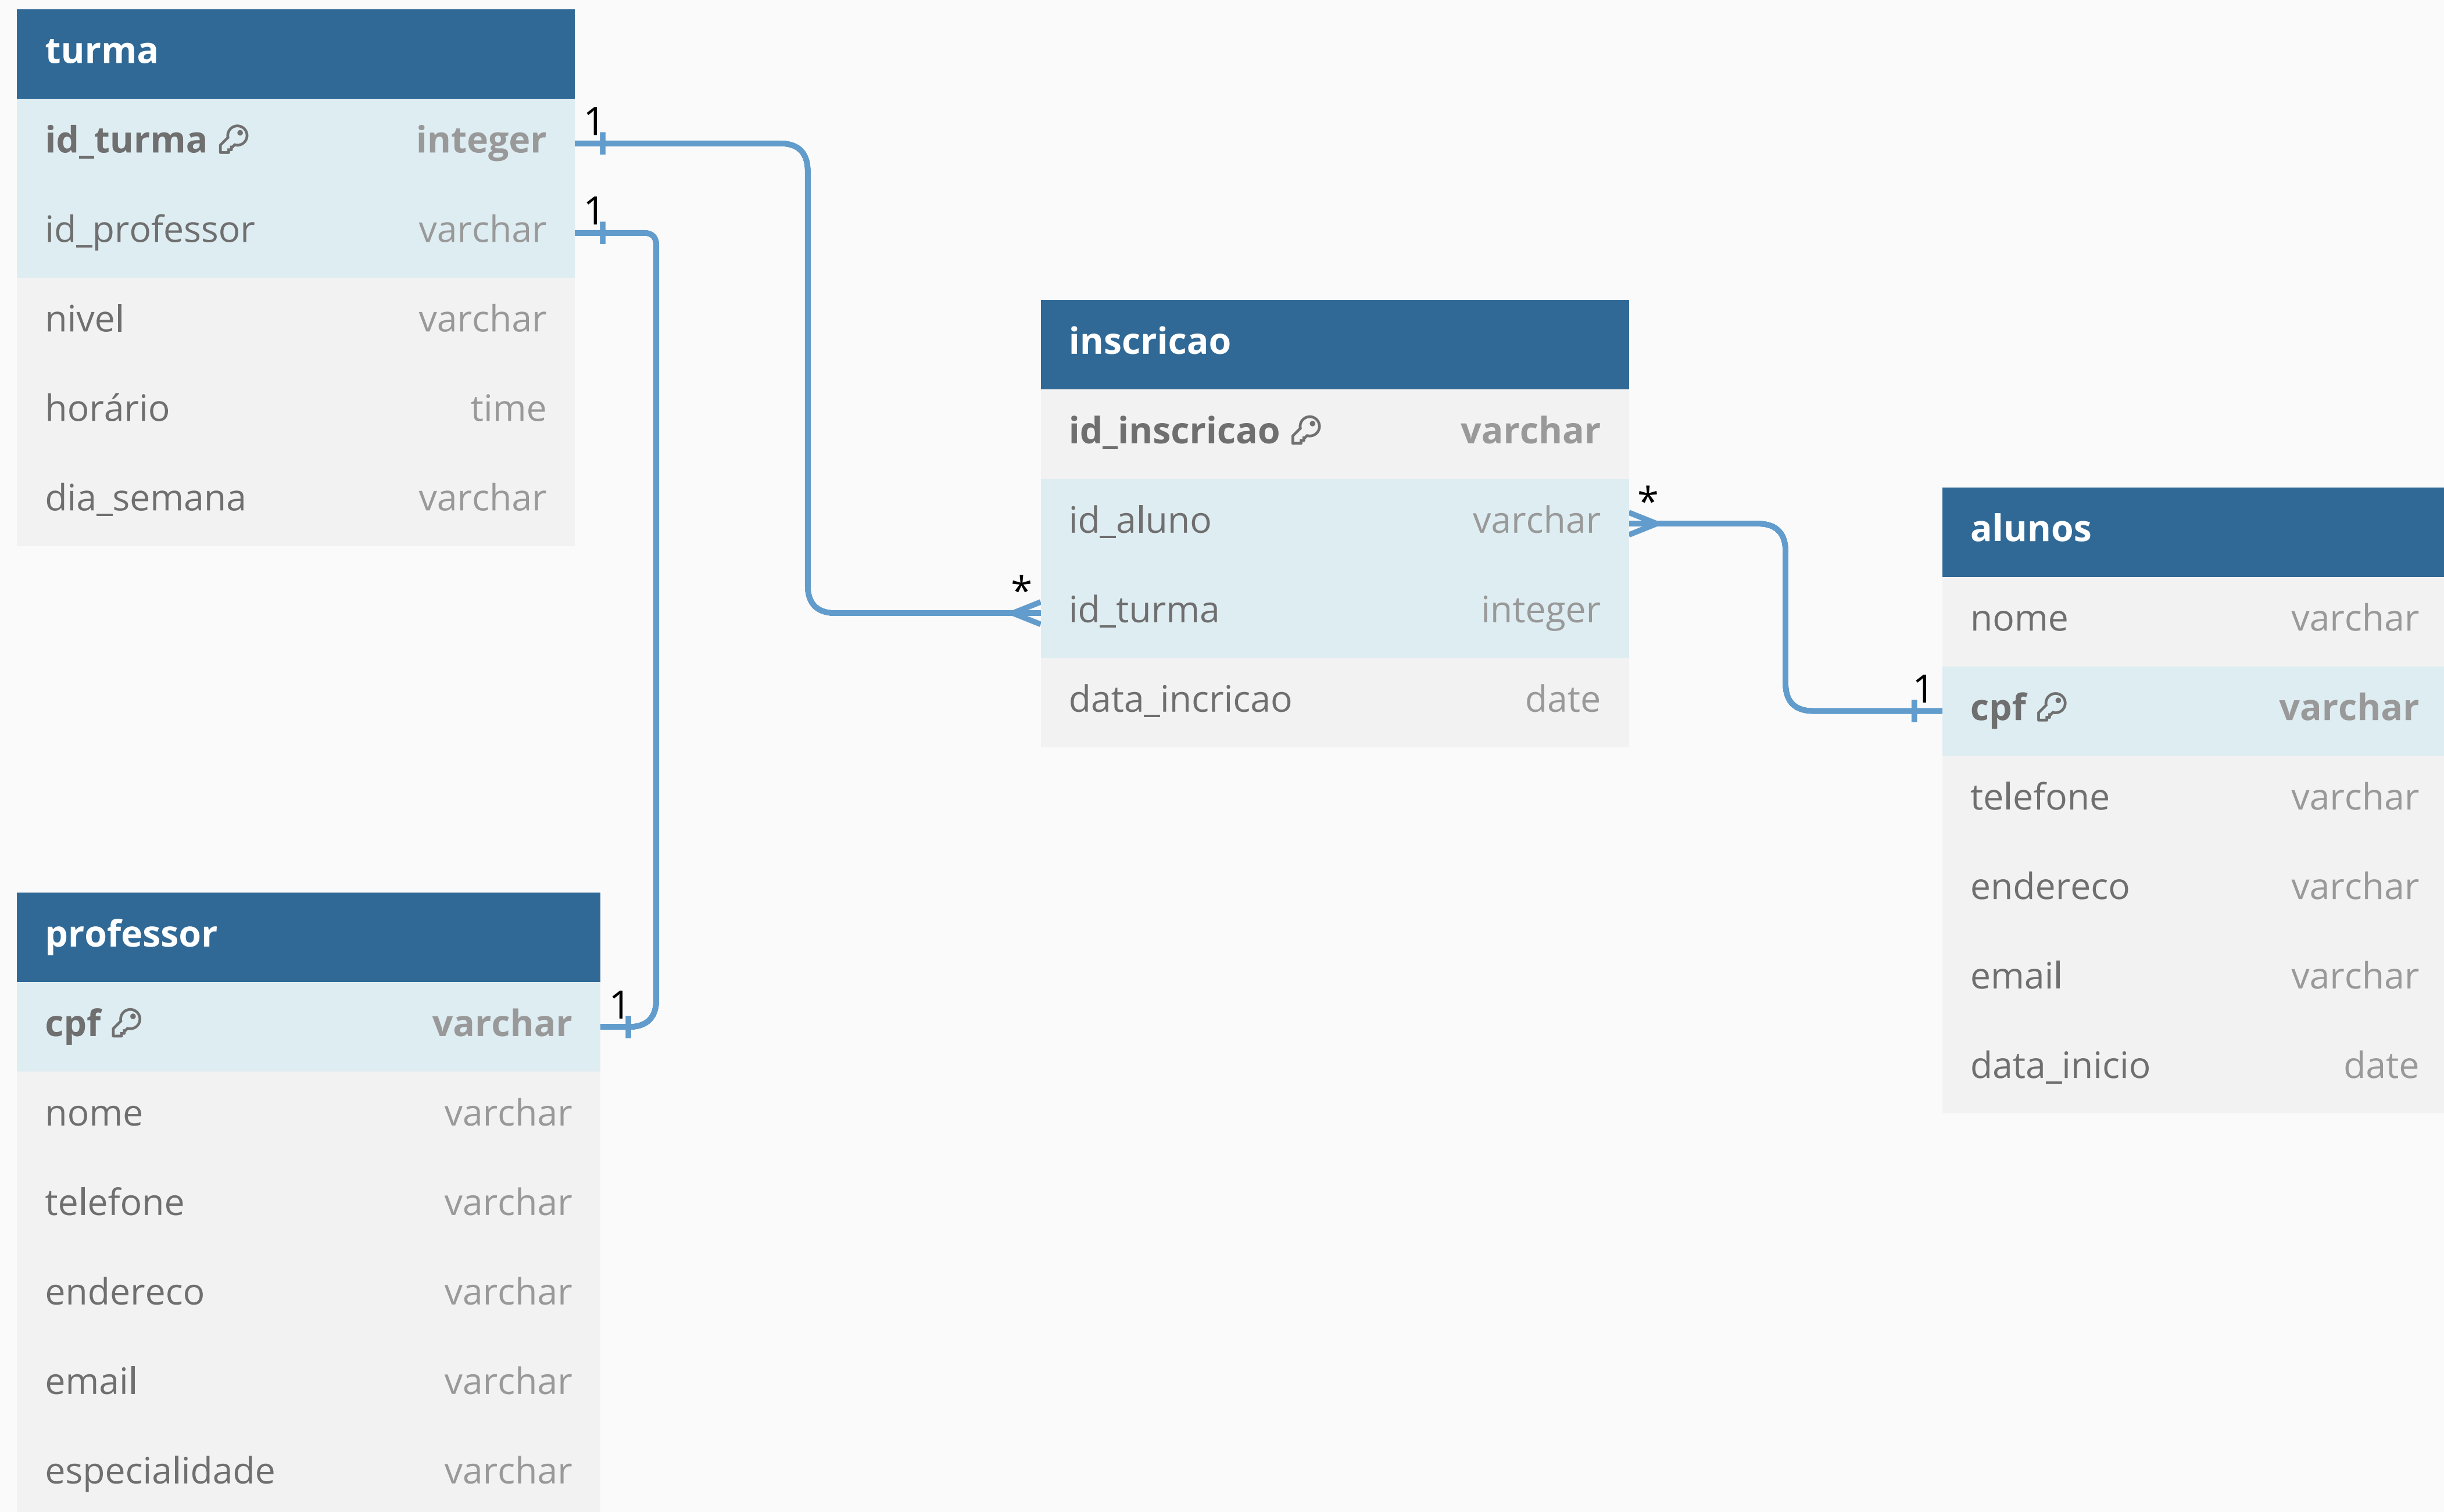 turma
id_turma integer
id_professor varchar
nivel varchar
horário time
dia_semana varchar
1
1
inscricao
id_inscricao varchar
id_aluno varchar
id_turma integer
data_incricao date
*
*
alunos
nome varchar
cpf varchar
telefone varchar
endereco varchar
email varchar
data_inicio date
1
professor
cpf varchar
nome varchar
telefone varchar
endereco varchar
email varchar
especialidade varchar
1